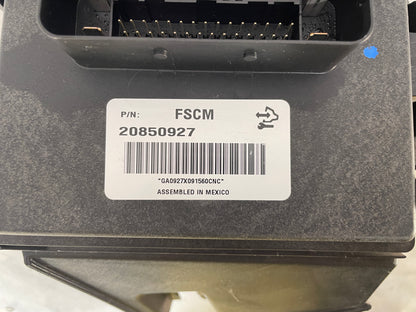 P/N: FSCM
20850927
*GA0927X091560CNC*
ASSEMBLED IN MEXICO